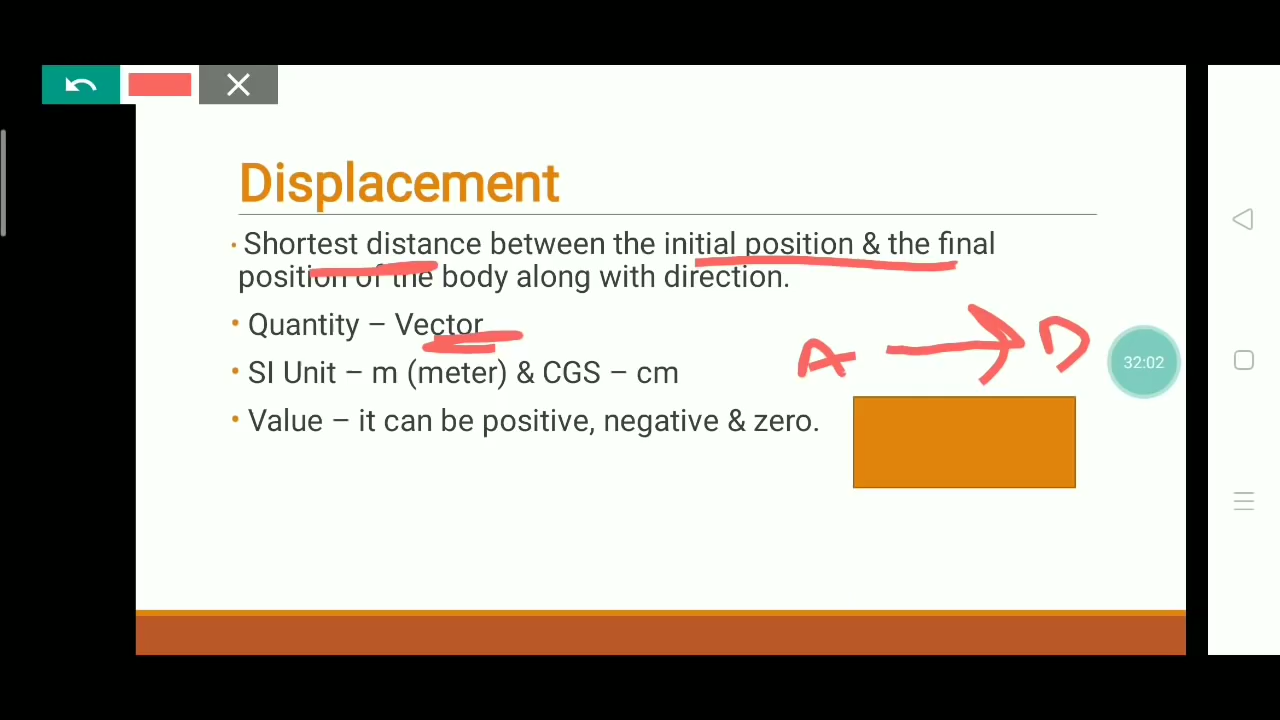 Displacement
• Shortest distance between the initial position & the final
position of the body along with direction.
• Quantity – Vector
• SI Unit – m (meter) & CGS – cm
A D
32:02
• Value – it can be positive, negative & zero.